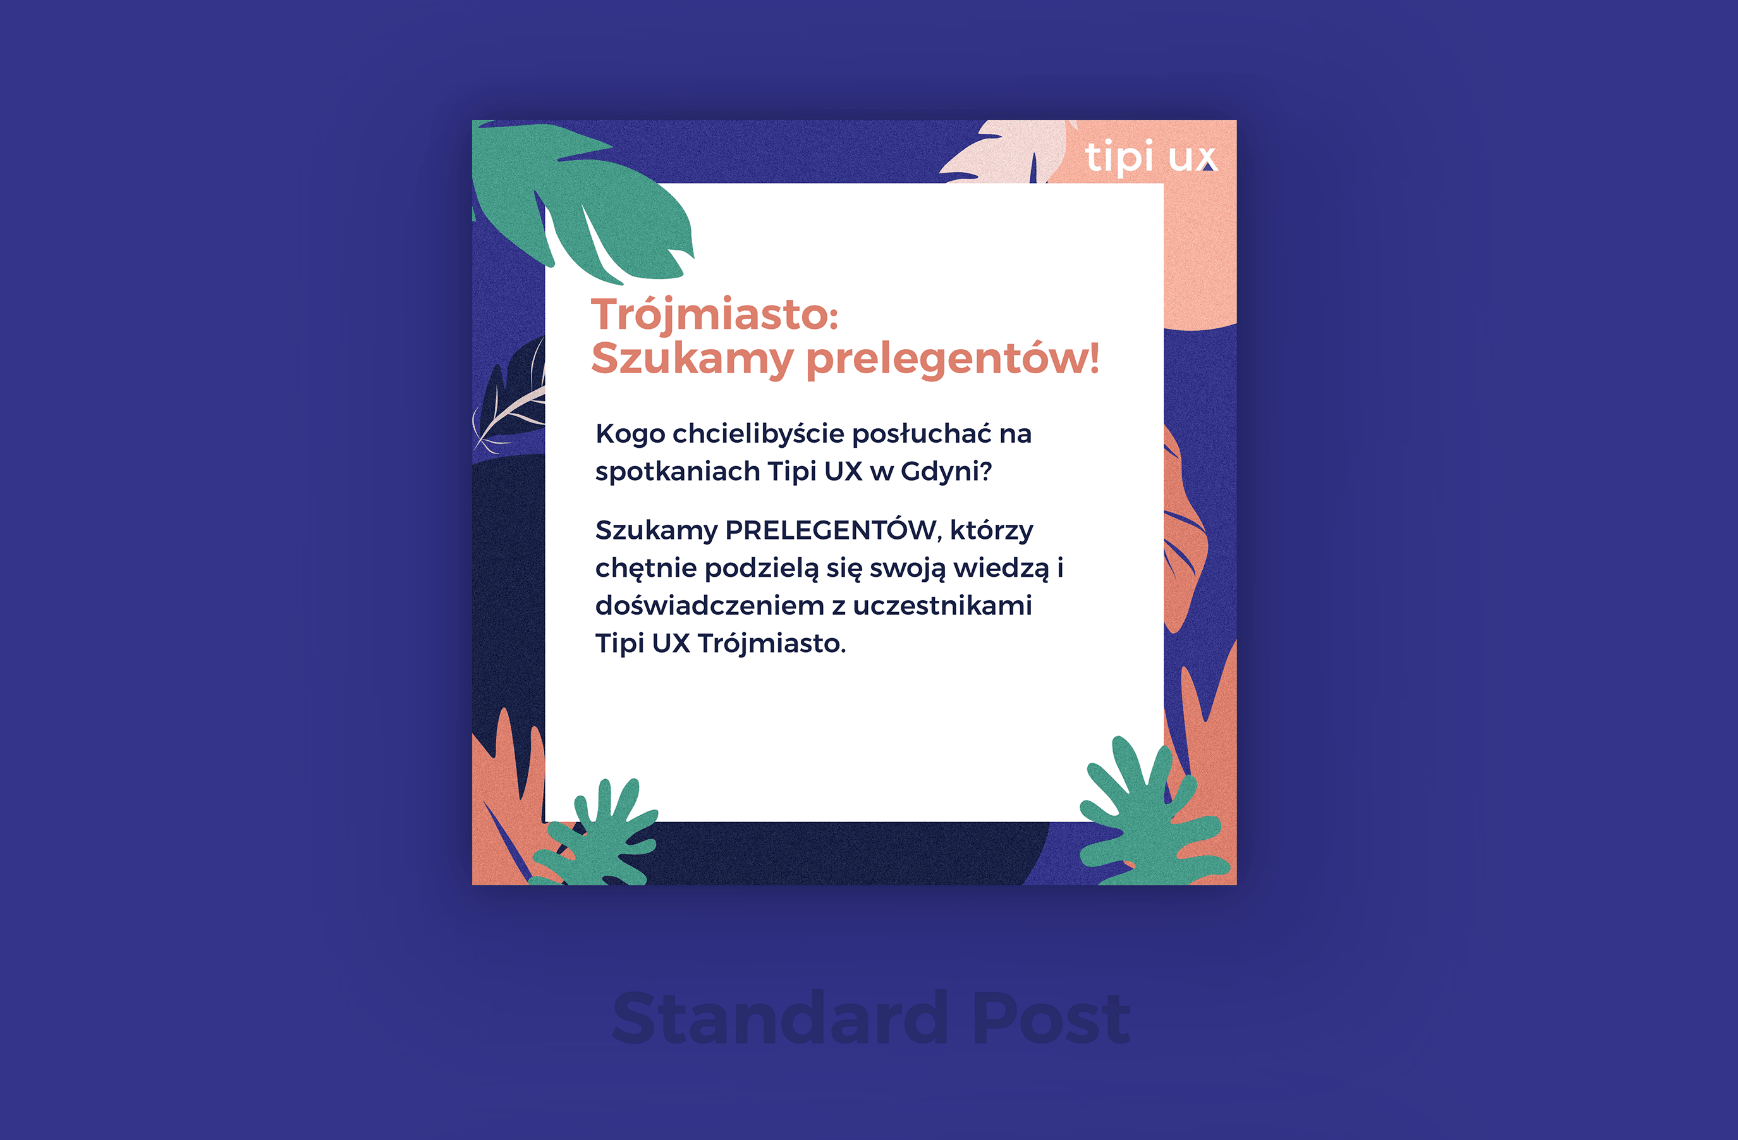 tipi ux
Trójmiasto:
Szukamy prelegentów!
Kogo chcielibyście posłuchać na
spotkaniach Tipi UX w Gdyni?
Szukamy PRELEGENTÓW, którzy
chętnie podzielą się swoją wiedzą i
doświadczeniem z uczestnikami
Tipi UX Trójmiasto.
Standard Post